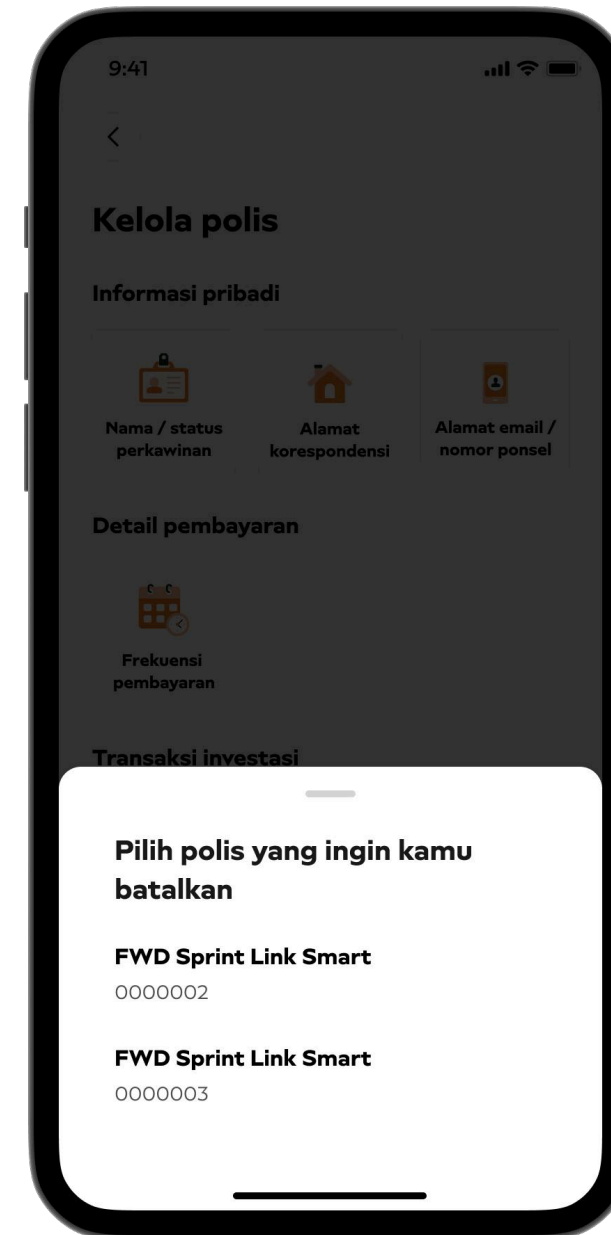 9:41
Kelola polis
Informasi pribadi
Nama / status
perkawinan
Alamat
korespondensi
Alamat email /
nomor ponsel
Detail pembayaran
Frekuensi
pembayaran
Transaksi investasi
Pilih polis yang ingin kamu
batalkan
FWD Sprint Link Smart
0000002
FWD Sprint Link Smart
0000003